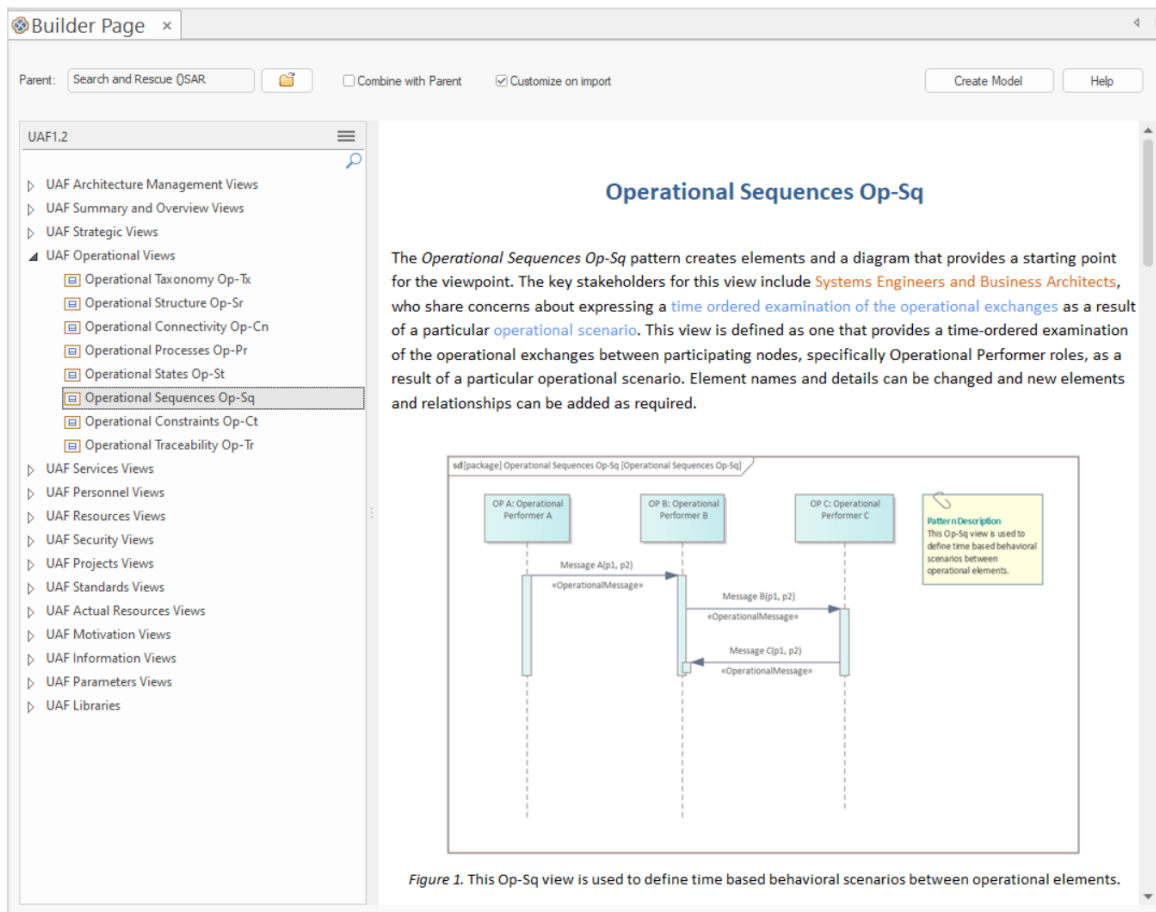 Builder Page ×
Parent: Search and Rescue ()SAR Combine with Parent Customize on import Create Model Help
UAF1.2
UAF Architecture Management Views
UAF Summary and Overview Views
UAF Strategic Views
UAF Operational Views
Operational Taxonomy Op-Tx
Operational Structure Op-Sr
Operational Connectivity Op-Cn
Operational Processes Op-Pr
Operational States Op-St
Operational Sequences Op-Sq
Operational Constraints Op-Ct
Operational Traceability Op-Tr
UAF Services Views
UAF Personnel Views
UAF Resources Views
UAF Security Views
UAF Projects Views
UAF Standards Views
UAF Actual Resources Views
UAF Motivation Views
UAF Information Views
UAF Parameters Views
UAF Libraries
Operational Sequences Op-Sq
The Operational Sequences Op-Sq pattern creates elements and a diagram that provides a starting point
for the viewpoint. The key stakeholders for this view include Systems Engineers and Business Architects,
who share concerns about expressing a time ordered examination of the operational exchanges as a result
of a particular operational scenario. This view is defined as one that provides a time-ordered examination
of the operational exchanges between participating nodes, specifically Operational Performer roles, as a
result of a particular operational scenario. Element names and details can be changed and new elements
and relationships can be added as required.
sd [package] Operational Sequences Op-Sq [Operational Sequences Op-Sq]
OP A: Operational
Performer A
OP B: Operational
Performer B
OP C: Operational
Performer C
Pattern Description
This Op-Sq view is used to
define time based behavioral
scenarios between
operational elements.
Message A(p1, p2)
«OperationalMessage»
Message B(p1, p2)
«OperationalMessage»
Message C(p1, p2)
«OperationalMessage»
Figure 1. This Op-Sq view is used to define time based behavioral scenarios between operational elements.